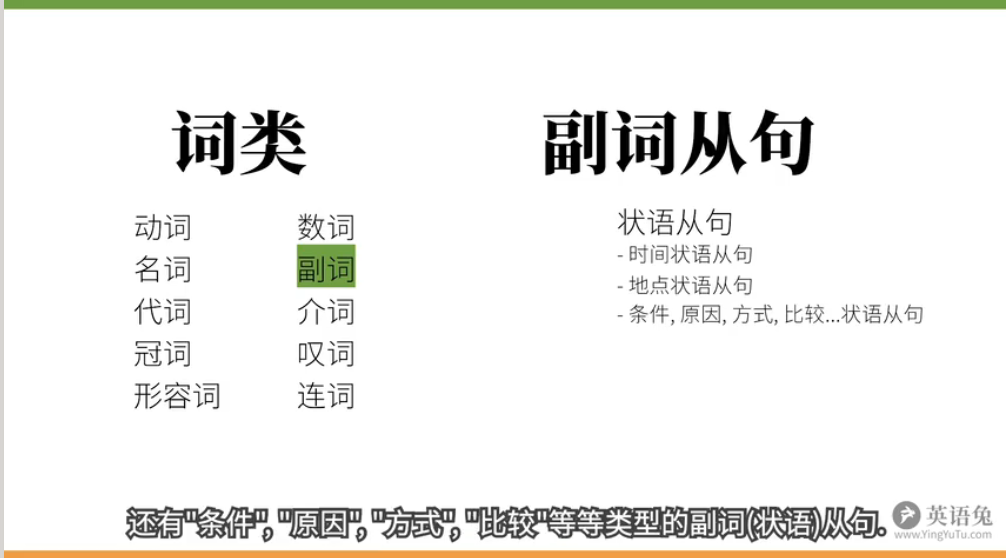 词类
动词 数词
名词 副词
代词 介词
冠词 叹词
形容词 连词
副词从句
状语从句
- 时间状语从句
- 地点状语从句
- 条件, 原因, 方式, 比较...状语从句
还有"条件", "原因", "方式", "比较"等等类型的副词(状语)从句.
英语兔
www.YingYuTu.com